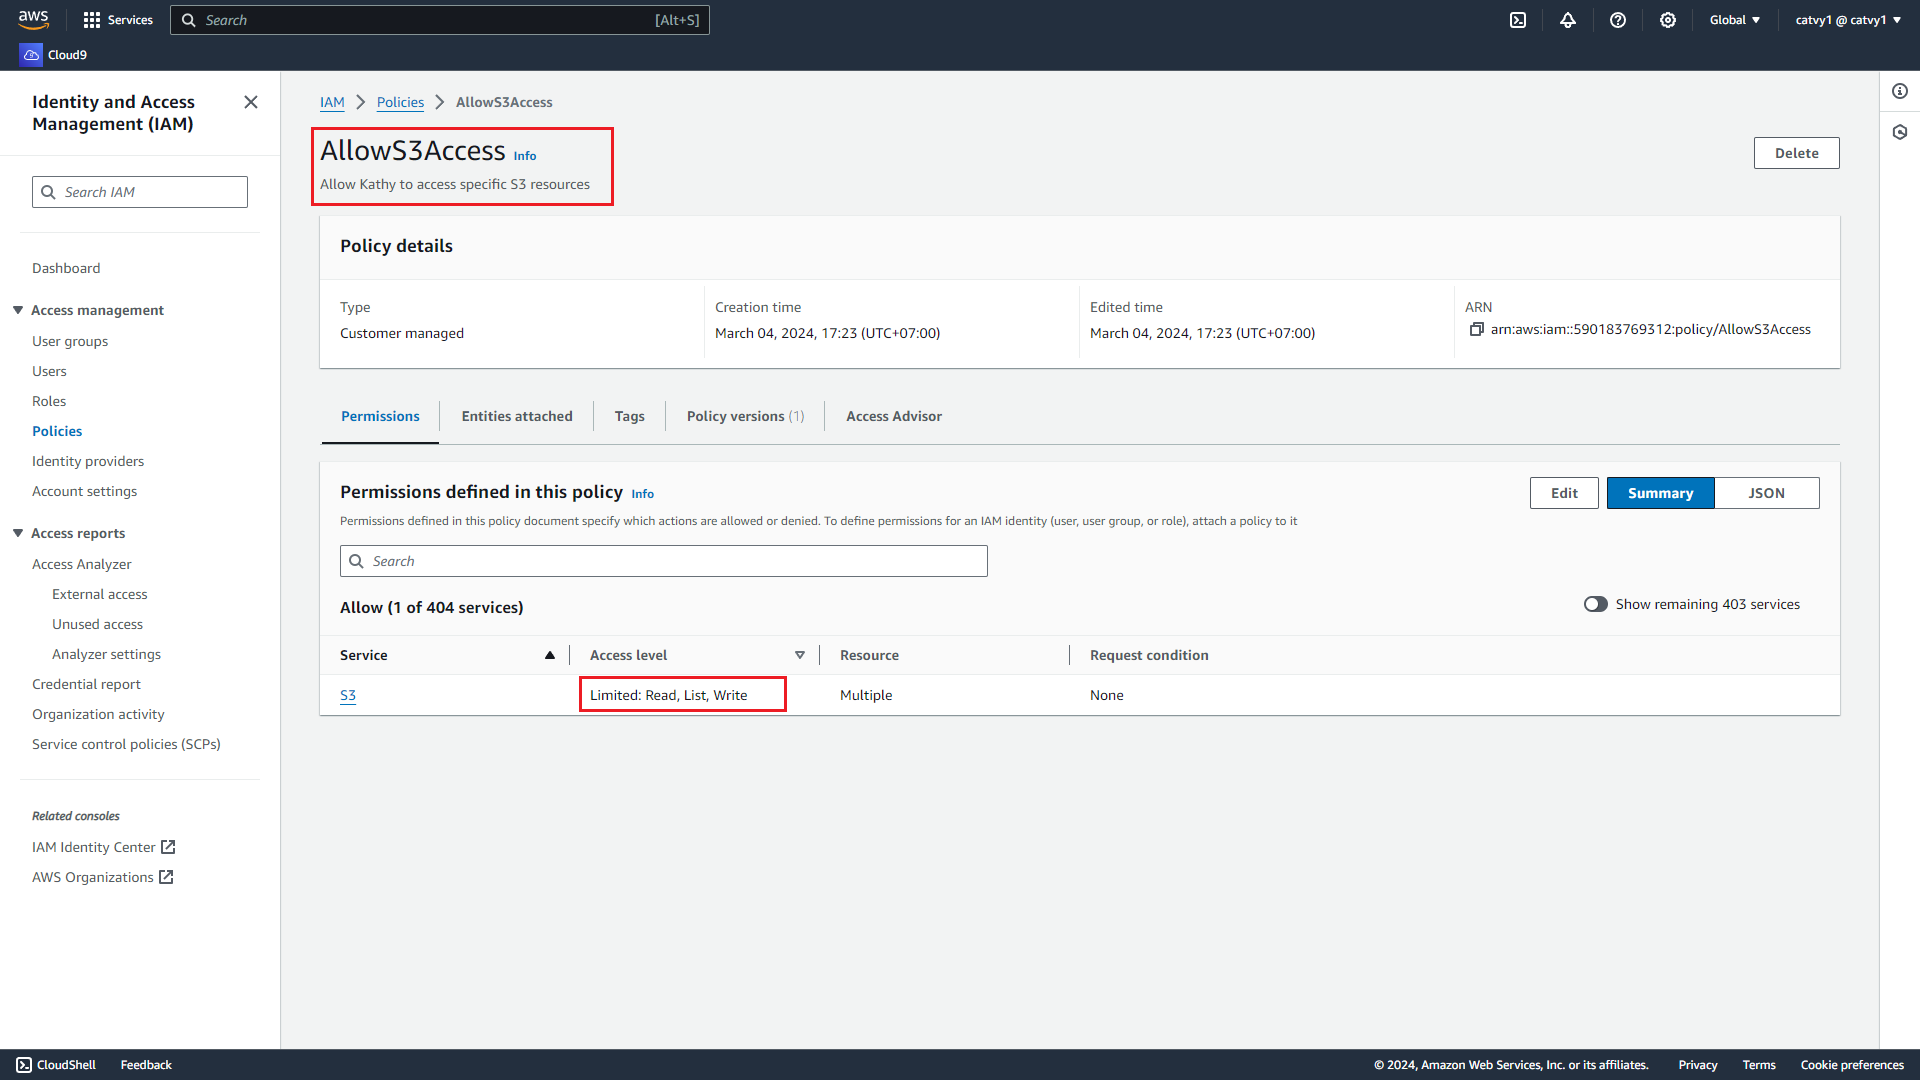 aws
Services
Search
[Alt+S]
Global
catvy1 @ catvy1
Cloud9
Identity and Access
Management (IAM)
Search IAM
Dashboard
Access management
User groups
Users
Roles
Policies
Identity providers
Account settings
Access reports
Access Analyzer
External access
Unused access
Analyzer settings
Credential report
Organization activity
Service control policies (SCPs)
Related consoles
IAM Identity Center
AWS Organizations
IAM > Policies > AllowS3Access
AllowS3Access Info
Allow Kathy to access specific S3 resources
Delete
Policy details
Type
Customer managed
Creation time
March 04, 2024, 17:23 (UTC+07:00)
Edited time
March 04, 2024, 17:23 (UTC+07:00)
ARN
arn:aws:iam::590183769312:policy/AllowS3Access
Permissions
Entities attached
Tags
Policy versions (1)
Access Advisor
Permissions defined in this policy Info
Permissions defined in this policy document specify which actions are allowed or denied. To define permissions for an IAM identity (user, user group, or role), attach a policy to it
Edit
Summary
JSON
Search
Allow (1 of 404 services)
Show remaining 403 services
Service
Access level
Resource
Request condition
S3
Limited: Read, List, Write
Multiple
None
CloudShell
Feedback
© 2024, Amazon Web Services, Inc. or its affiliates.
Privacy
Terms
Cookie preferences